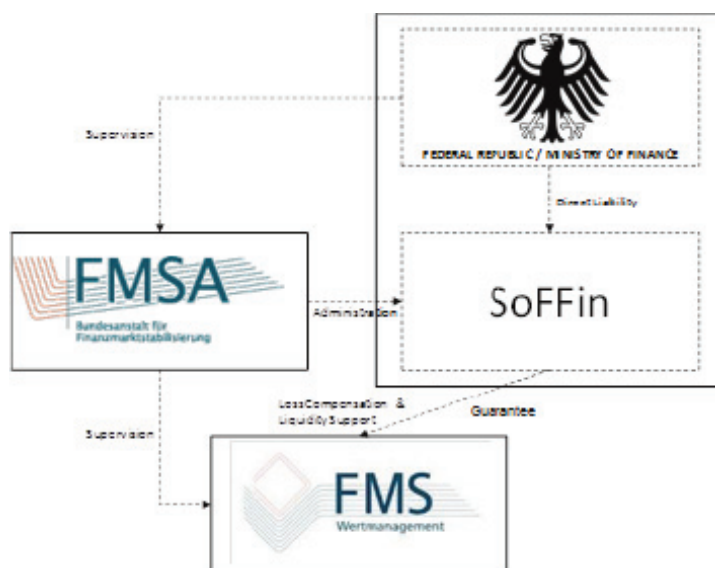 FEDERAL REPUBLIC / MINISTRY OF FINANCE
Supervision
Direct Liability
FMSA
Bundesanstalt für
Finanzmarktstabilisierung
Administration
SoFFin
Loss Compensation &
Liquidity Support
Guarantee
Supervision
FMS
Wertmanagement